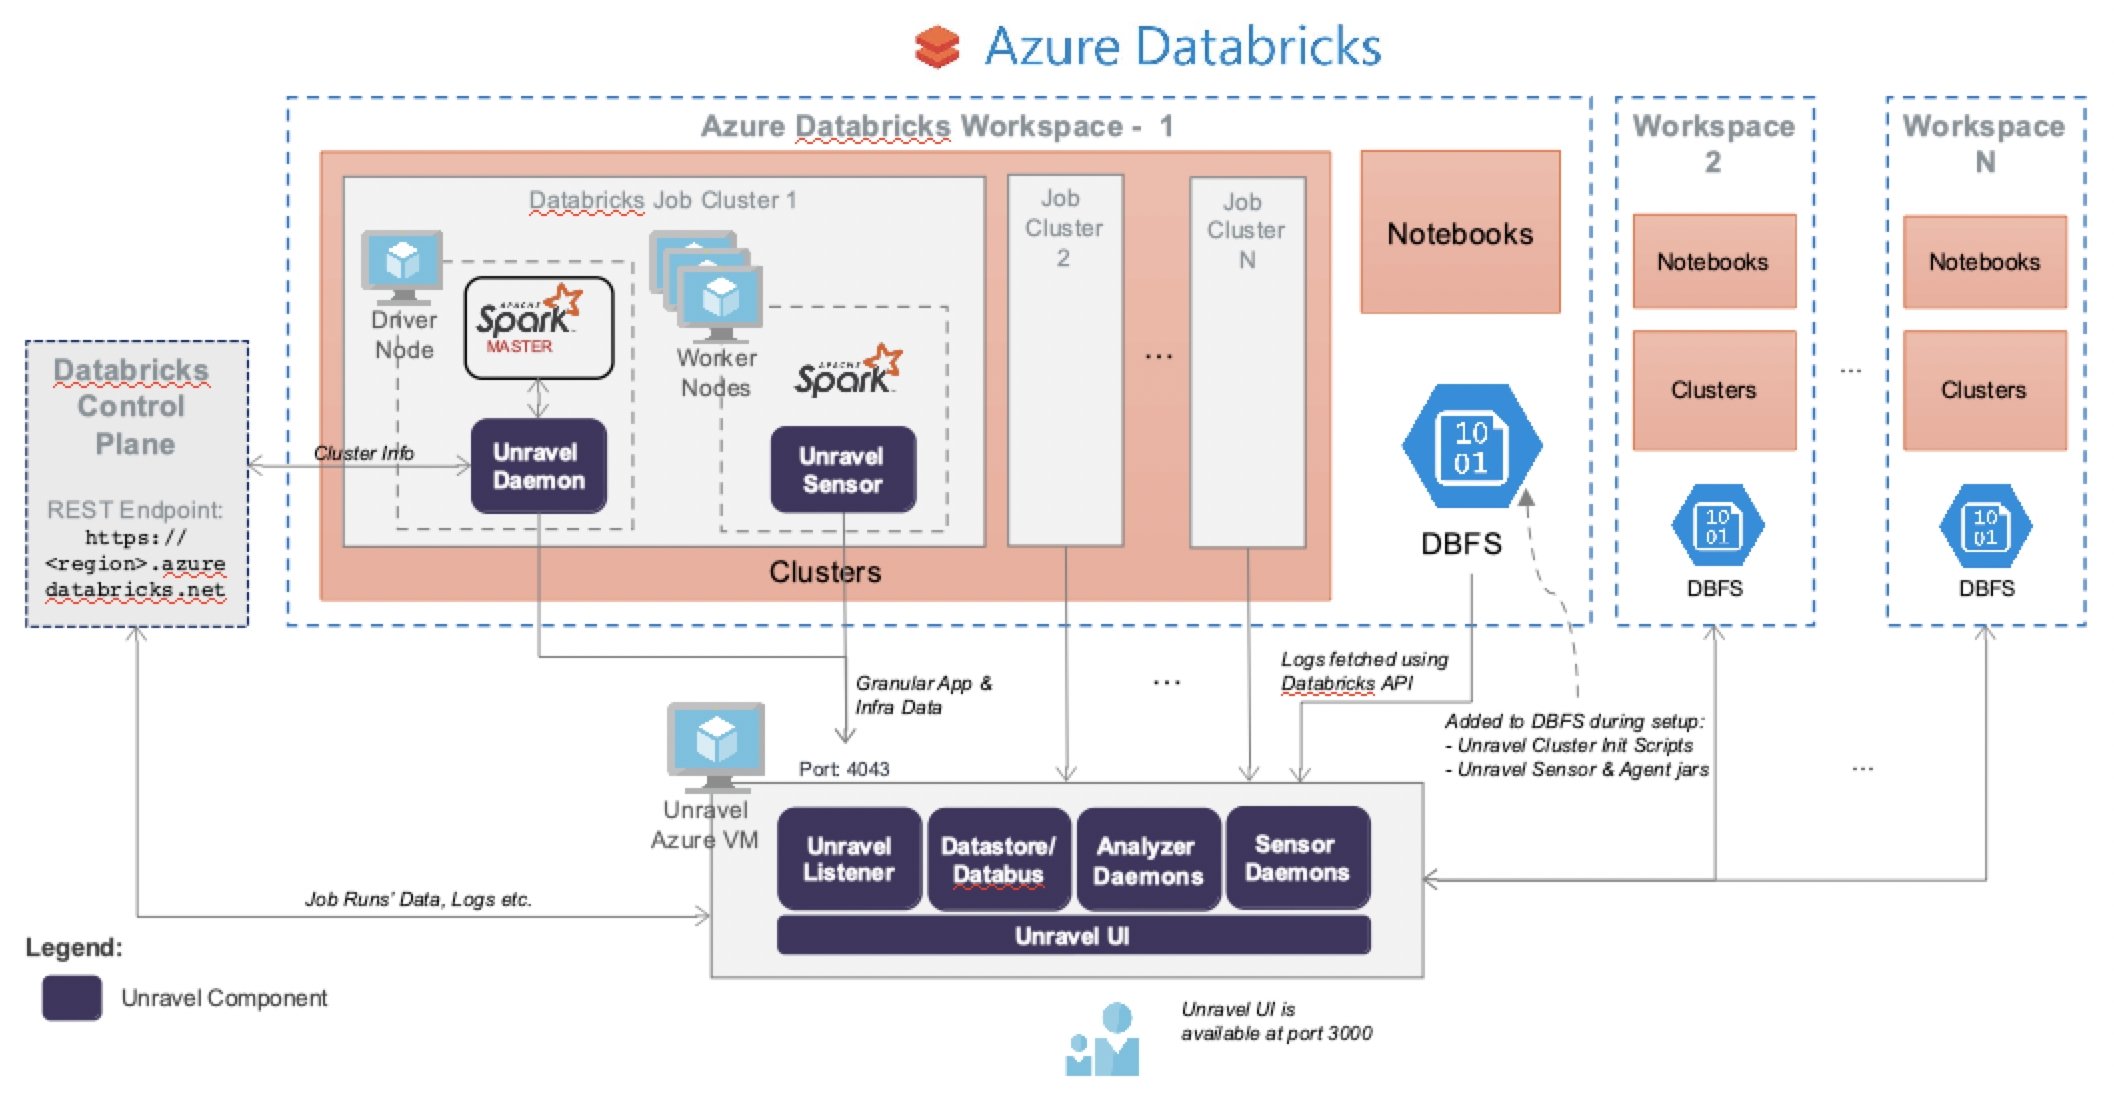 Azure Databricks
Azure Databricks Workspace - 1
Databricks Job Cluster 1
Driver
Node
APACHE
Spark
MASTER
Unravel
Daemon
Worker
Nodes
APACHE
Spark
Unravel
Sensor
Job
Cluster
2
...
Job
Cluster
N
Clusters
Notebooks
10
01
DBFS
Workspace
2
Notebooks
Clusters
10
01
DBFS
...
Workspace
N
Notebooks
Clusters
10
01
DBFS
Databricks
Control
Plane
REST Endpoint:
https://
<region>.azure
databricks.net
Cluster Info
Granular App &
Infra Data
...
Logs fetched using
Databricks API
Added to DBFS during setup:
- Unravel Cluster Init Scripts
- Unravel Sensor & Agent jars
...
Port: 4043
Unravel
Azure VM
Unravel
Listener
Datastore/
Databus
Analyzer
Daemons
Sensor
Daemons
Unravel UI
Job Runs' Data, Logs etc.
Legend:
Unravel Component
Unravel UI is
available at port 3000